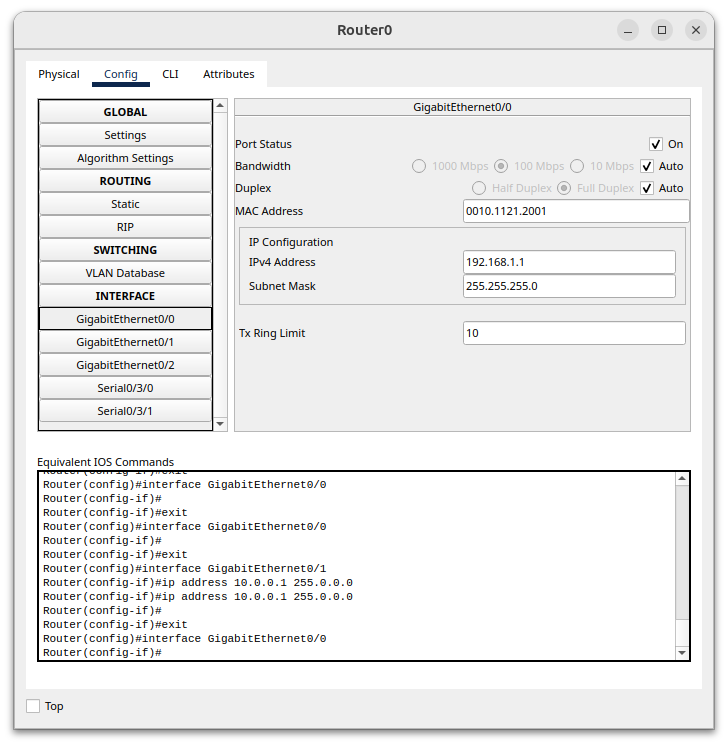 Router0
Physical Config CLI Attributes
GLOBAL
Settings
Algorithm Settings
ROUTING
Static
RIP
SWITCHING
VLAN Database
INTERFACE
GigabitEthernet0/0
GigabitEthernet0/1
GigabitEthernet0/2
Serial0/3/0
Serial0/3/1
GigabitEthernet0/0
Port Status On
Bandwidth 1000 Mbps 100 Mbps 10 Mbps Auto
Duplex Half Duplex Full Duplex Auto
MAC Address 0010.1121.2001
IP Configuration
IPv4 Address 192.168.1.1
Subnet Mask 255.255.255.0
Tx Ring Limit 10
Equivalent IOS Commands
Router(config-if)#exit
Router(config)#interface GigabitEthernet0/0
Router(config-if)#
Router(config-if)#exit
Router(config)#interface GigabitEthernet0/0
Router(config-if)#
Router(config-if)#exit
Router(config)#interface GigabitEthernet0/1
Router(config-if)#ip address 10.0.0.1 255.0.0.0
Router(config-if)#ip address 10.0.0.1 255.0.0.0
Router(config-if)#
Router(config-if)#exit
Router(config)#interface GigabitEthernet0/0
Router(config-if)#
Top